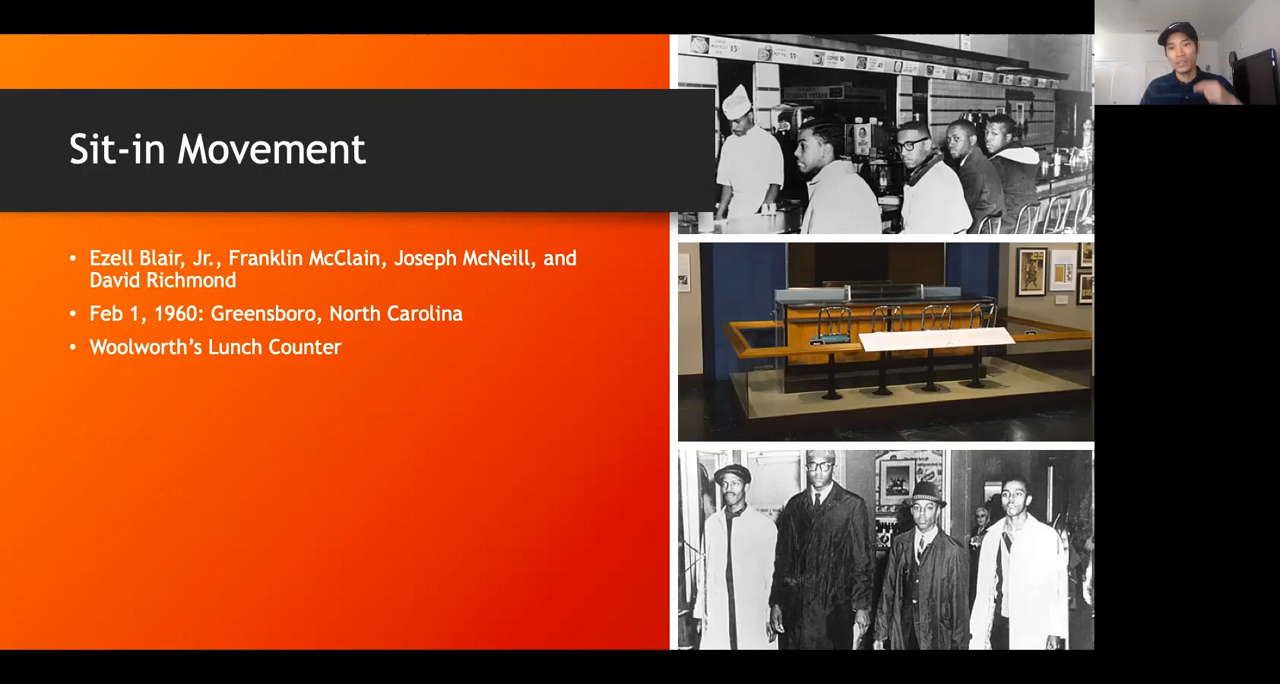 Sit-in Movement
• Ezell Blair, Jr., Franklin McClain, Joseph McNeill, and
David Richmond
• Feb 1, 1960: Greensboro, North Carolina
• Woolworth's Lunch Counter